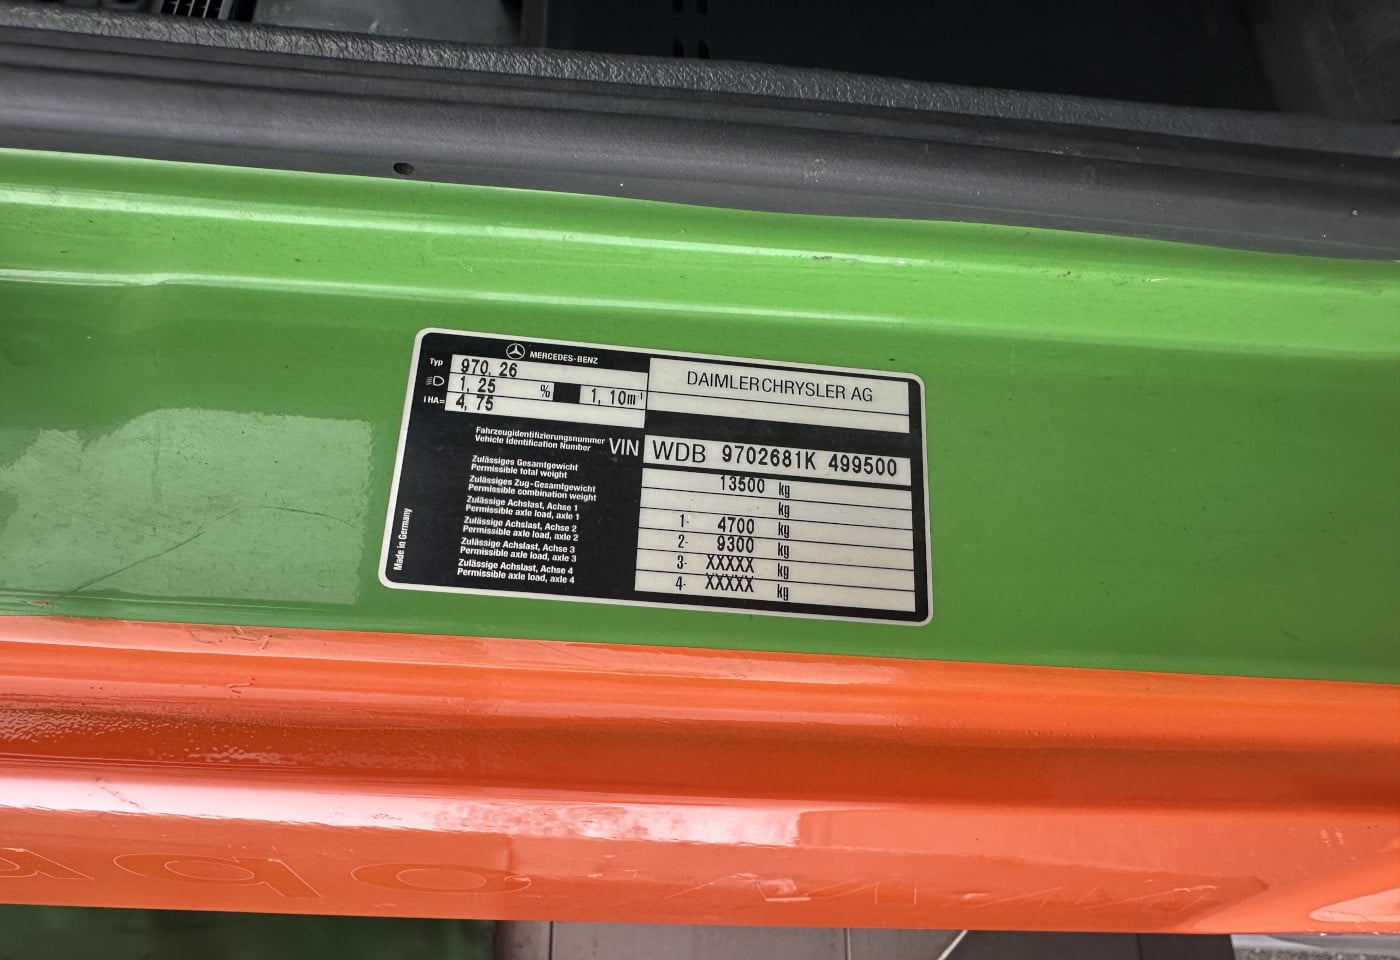 MERCEDES-BENZ
Typ 970. 26
1, 25 % 1, 10m⁻¹
i HA= 4, 75
DAIMLERCHRYSLER AG
Fahrzeugidentifizierungsnummer
Vehicle Identification Number
VIN WDB 9702681K 499500
Zulässiges Gesamtgewicht
Permissible total weight
13500 kg
Zulässiges Zug-Gesamtgewicht
Permissible combination weight
kg
Zulässige Achslast, Achse 1
Permissible axle load, axle 1
1- 4700 kg
Zulässige Achslast, Achse 2
Permissible axle load, axle 2
2- 9300 kg
Zulässige Achslast, Achse 3
Permissible axle load, axle 3
3- XXXXX kg
Zulässige Achslast, Achse 4
Permissible axle load, axle 4
4- XXXXX kg
Made in Germany